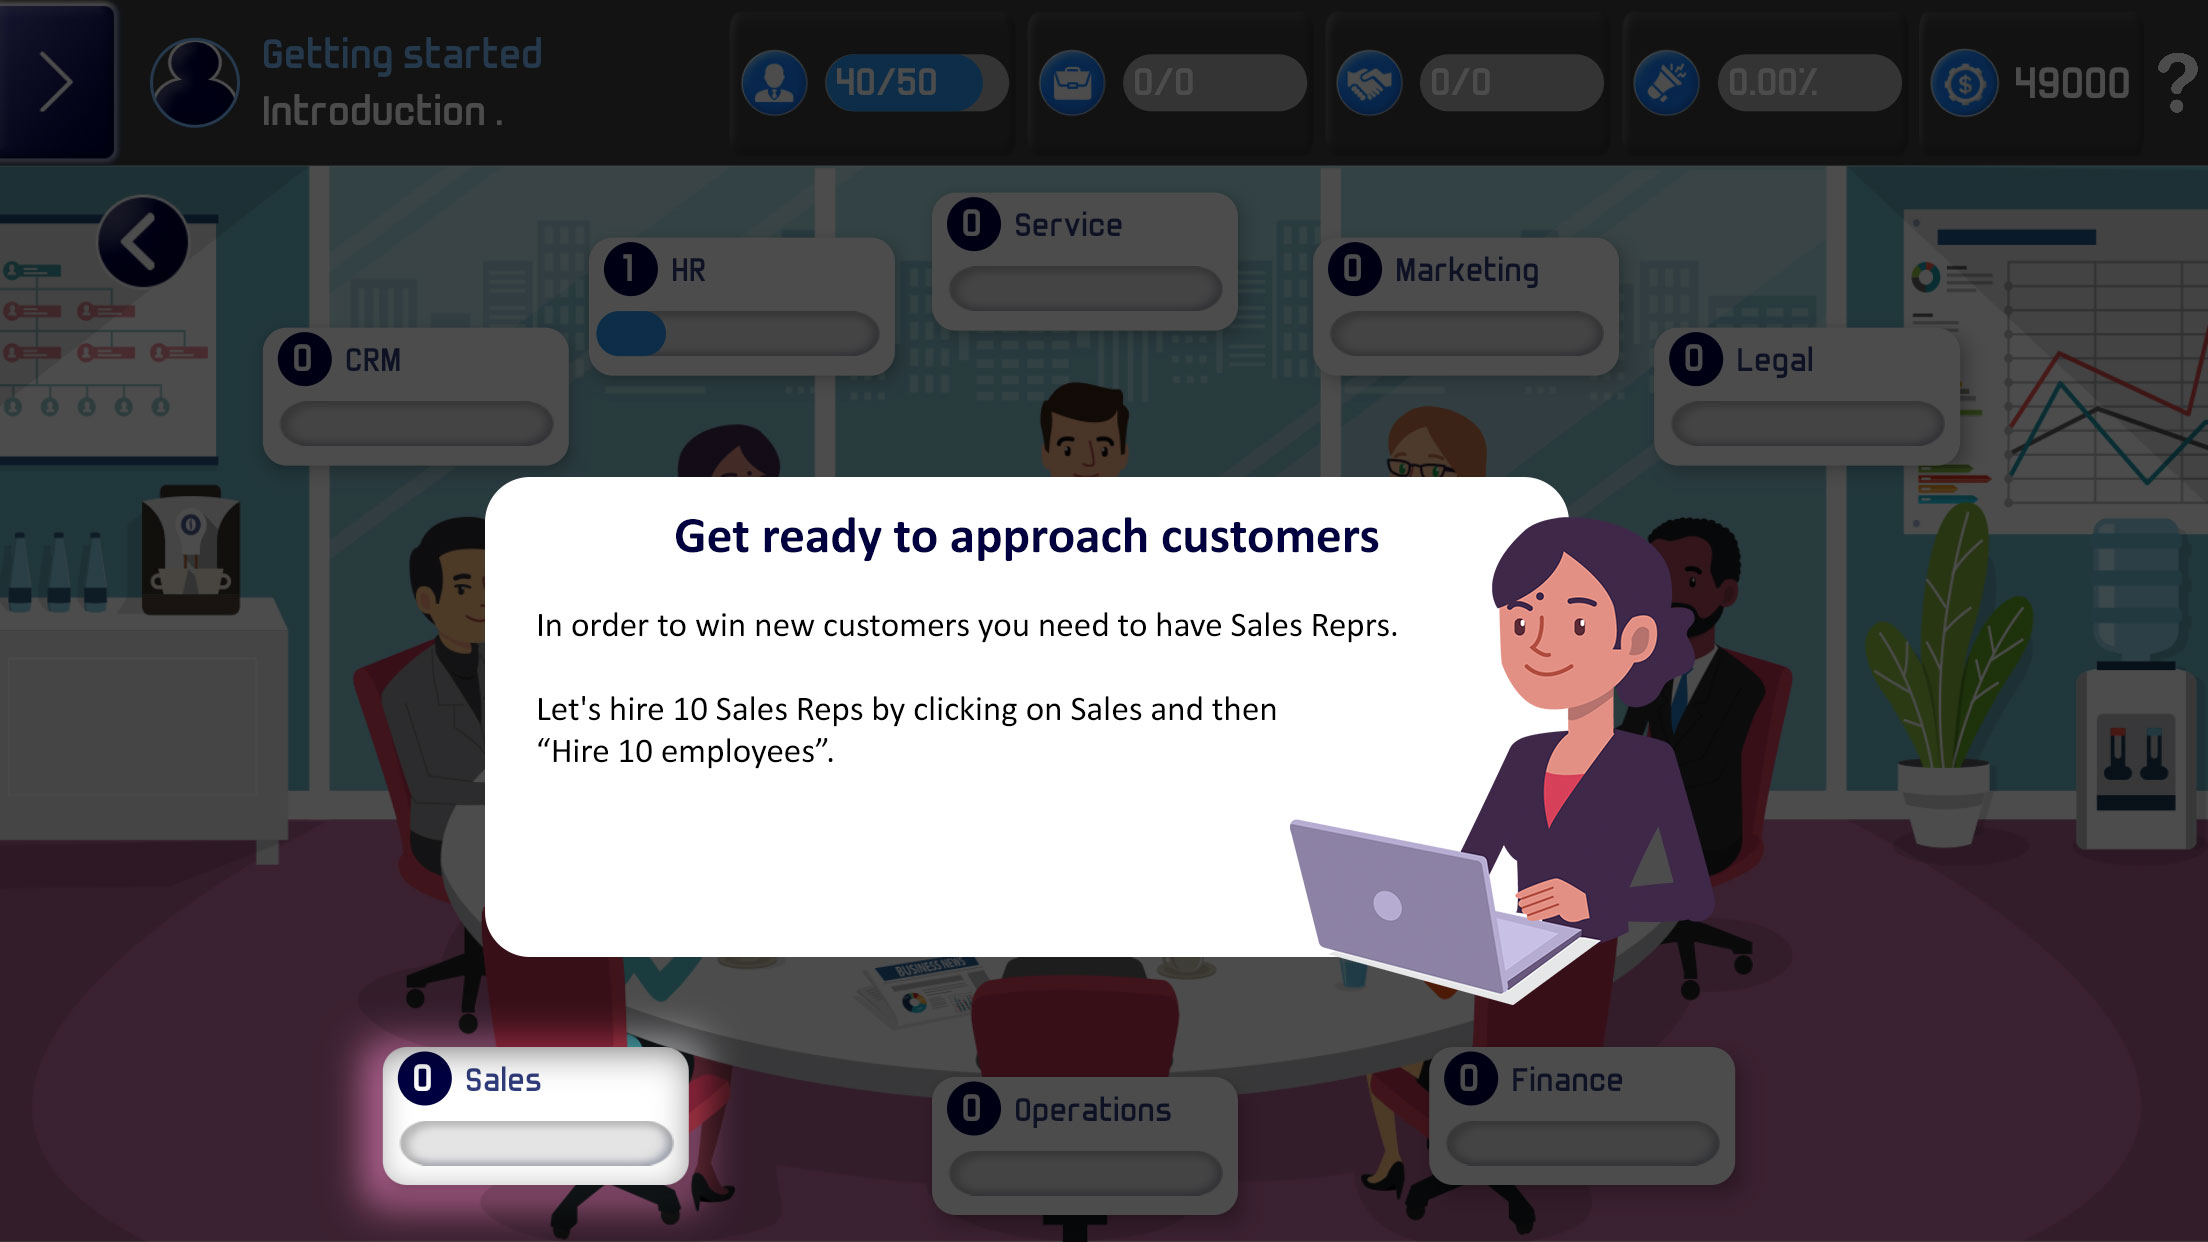 Getting started
Introduction .
40/50
0/0
0/0
0.00%
49000
?
0 Service
1 HR
0 Marketing
0 CRM
0 Legal
Get ready to approach customers
In order to win new customers you need to have Sales Reprs.
Let's hire 10 Sales Reps by clicking on Sales and then
“Hire 10 employees”.
BUSINESS NEWS
0 Sales
0 Operations
0 Finance